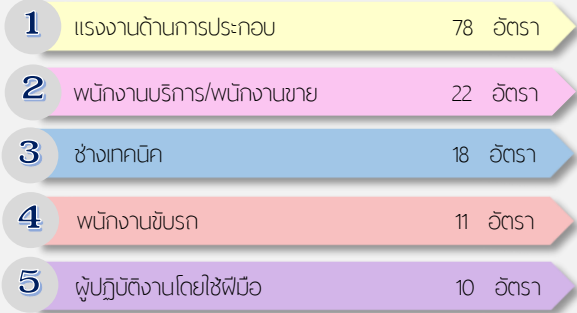 1 แรงงานด้านการประกอบ 78 อัตรา
2 พนักงานบริการ/พนักงานขาย 22 อัตรา
3 ช่างเทคนิค 18 อัตรา
4 พนักงานขับรถ 11 อัตรา
5 ผู้ปฏิบัติงานโดยใช้ฝีมือ 10 อัตรา